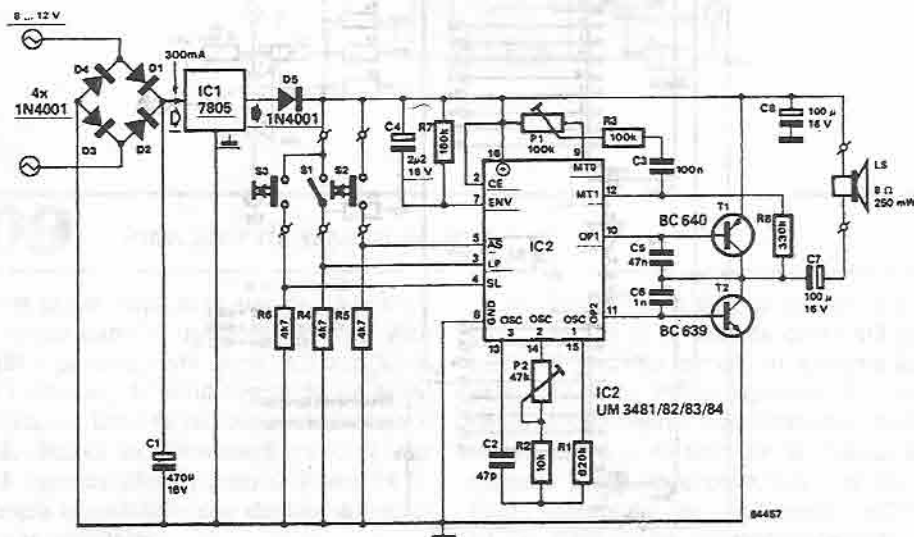 8 ... 12 V
300mA
D4
D1
4x
1N4001
D3
D2
IC1
7805
D5
1N4001
C1
470µ
16V
S3
S1
S2
R6
4k7
R4
4k7
R5
4k7
C4
2µ2
16V
R7
P1
100k
R3
100k
C3
100n
16
9
MT0
2
CE
MT1
12
7
ENV
IC2
OP1
10
5
AS
3
LP
4
SL
8
GND
OSC
3
OSC
2
OSC
1
OP2
11
13
14
15
C5
47n
C6
1n
BC 640
T1
R8
330k
T2
BC 639
C7
100 µ
16 V
C8
100 µ
16 V
LS
8 Ω
250 mW
P2
47k
IC2
UM 3481/82/83/84
C2
47p
R2
10k
R1
820k
84457